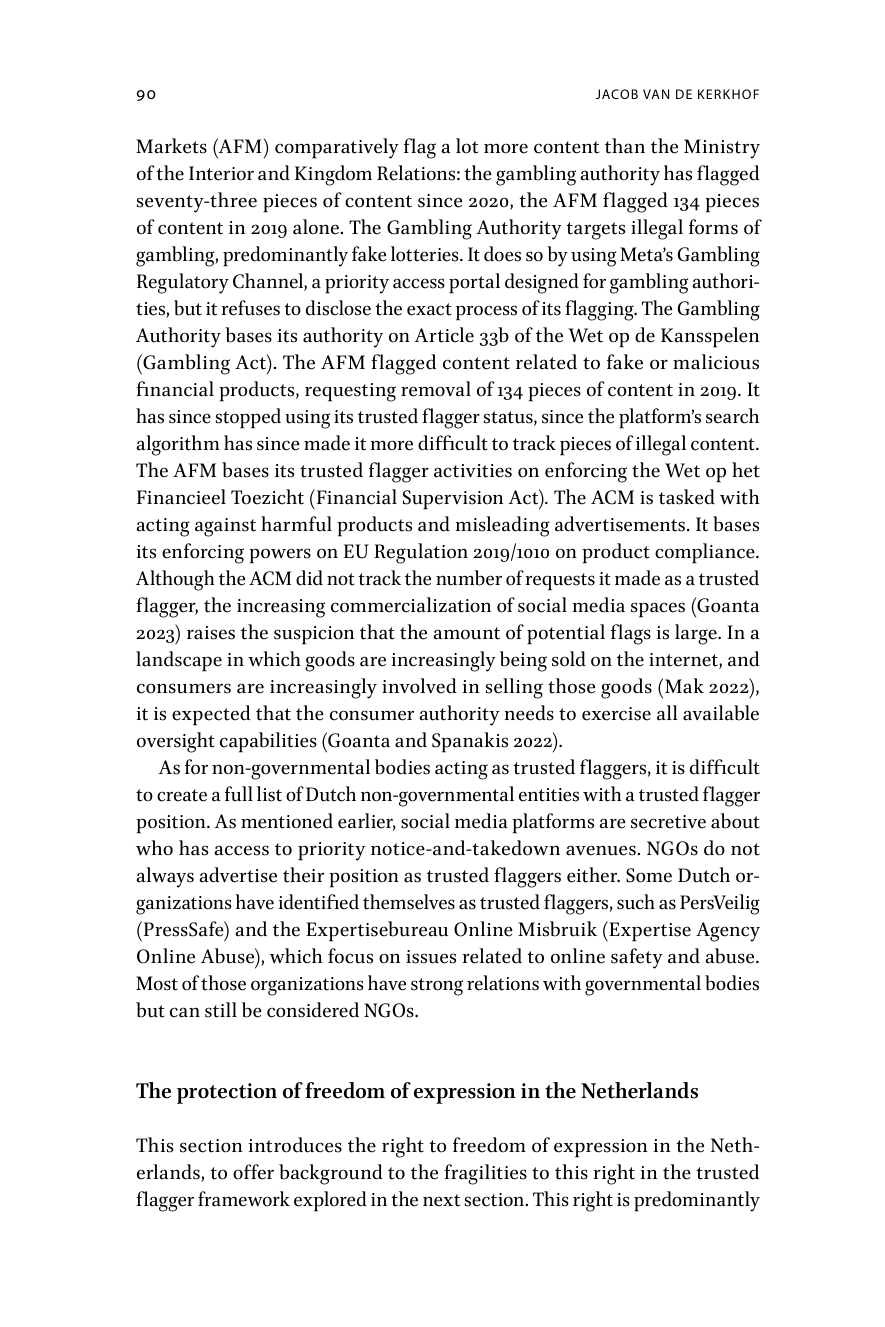 90
JACOB VAN DE KERKHOF
Markets (AFM) comparatively flag a lot more content than the Ministry
of the Interior and Kingdom Relations: the gambling authority has flagged
seventy-three pieces of content since 2020, the AFM flagged 134 pieces
of content in 2019 alone. The Gambling Authority targets illegal forms of
gambling, predominantly fake lotteries. It does so by using Meta’s Gambling
Regulatory Channel, a priority access portal designed for gambling authori-
ties, but it refuses to disclose the exact process of its flagging. The Gambling
Authority bases its authority on Article 33b of the Wet op de Kansspelen
(Gambling Act). The AFM flagged content related to fake or malicious
financial products, requesting removal of 134 pieces of content in 2019. It
has since stopped using its trusted flagger status, since the platform’s search
algorithm has since made it more difficult to track pieces of illegal content.
The AFM bases its trusted flagger activities on enforcing the Wet op het
Financieel Toezicht (Financial Supervision Act). The ACM is tasked with
acting against harmful products and misleading advertisements. It bases
its enforcing powers on EU Regulation 2019/1010 on product compliance.
Although the ACM did not track the number of requests it made as a trusted
flagger, the increasing commercialization of social media spaces (Goanta
2023) raises the suspicion that the amount of potential flags is large. In a
landscape in which goods are increasingly being sold on the internet, and
consumers are increasingly involved in selling those goods (Mak 2022),
it is expected that the consumer authority needs to exercise all available
oversight capabilities (Goanta and Spanakis 2022).
As for non-governmental bodies acting as trusted flaggers, it is difficult
to create a full list of Dutch non-governmental entities with a trusted flagger
position. As mentioned earlier, social media platforms are secretive about
who has access to priority notice-and-takedown avenues. NGOs do not
always advertise their position as trusted flaggers either. Some Dutch or-
ganizations have identified themselves as trusted flaggers, such as PersVeilig
(PressSafe) and the Expertisebureau Online Misbruik (Expertise Agency
Online Abuse), which focus on issues related to online safety and abuse.
Most of those organizations have strong relations with governmental bodies
but can still be considered NGOs.
The protection of freedom of expression in the Netherlands
This section introduces the right to freedom of expression in the Neth-
erlands, to offer background to the fragilities to this right in the trusted
flagger framework explored in the next section. This right is predominantly